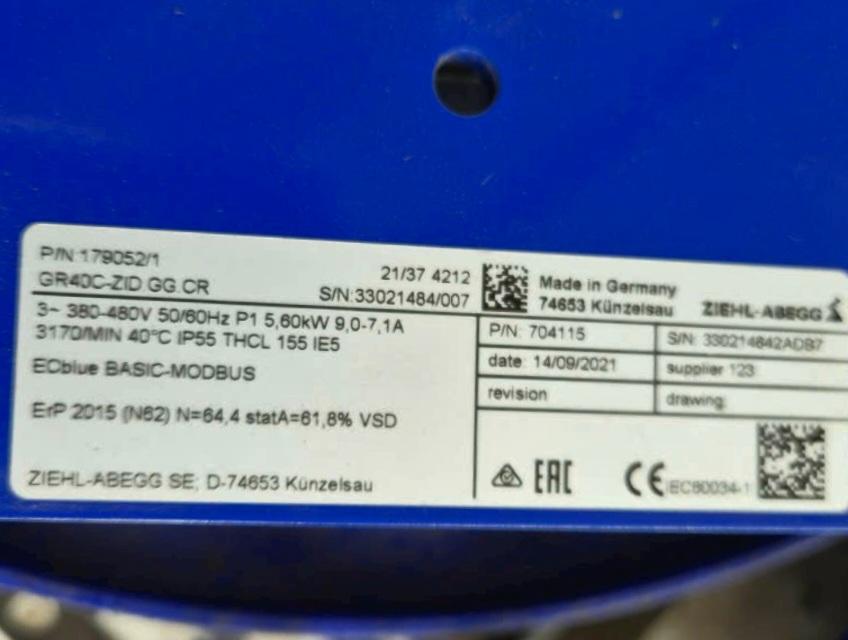 P/N 179052/1
GR40C-ZID.GG.CR
21/37 4212
S/N:33021484/007
3~ 380-480V 50/60Hz P1 5,60kW 9,0-7,1A
3170/MIN 40°C IP55 THCL 155 IE5
ECblue BASIC-MODBUS
ErP 2015 (N62) N=64,4 statA=61,8% VSD
ZIEHL-ABEGG SE; D-74653 Künzelsau
Made in Germany
74653 Künzelsau
ZIEHL-ABEGG
P/N: 704115
S/N: 330214842ADB7
date: 14/09/2021
supplier 123
revision
drawing
EAC
CE
IEC60034-1